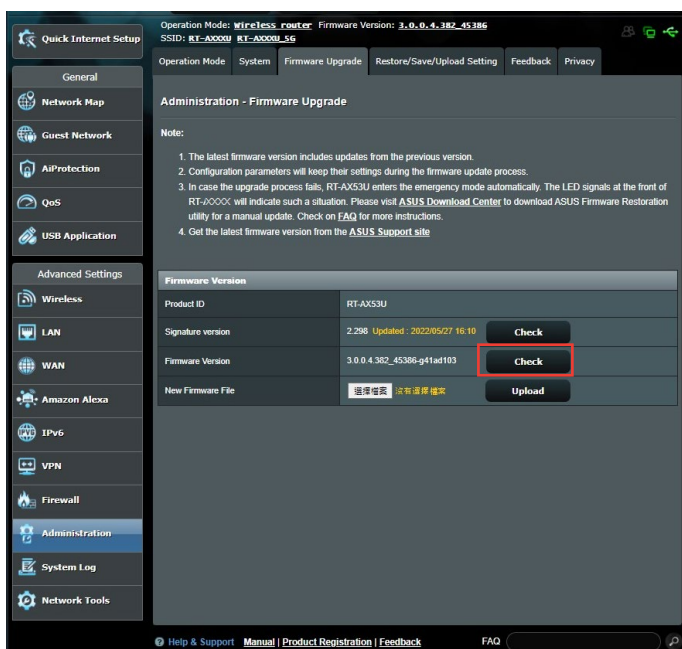 Quick Internet Setup
General
Network Map
Guest Network
AiProtection
QoS
USB Application
Advanced Settings
Wireless
LAN
WAN
Amazon Alexa
IPv6
VPN
Firewall
Administration
System Log
Network Tools
Operation Mode: Wireless router Firmware Version: 3.0.0.4.382_45386
SSID: RT-AXXXU RT-AXXXU_5G
Operation Mode System Firmware Upgrade Restore/Save/Upload Setting Feedback Privacy
Administration - Firmware Upgrade
Note:
1. The latest firmware version includes updates from the previous version.
2. Configuration parameters will keep their settings during the firmware update process.
3. In case the upgrade process fails, RT-AX53U enters the emergency mode automatically. The LED signals at the front of
RT-AXXXX will indicate such a situation. Please visit ASUS Download Center to download ASUS Firmware Restoration
utility for a manual update. Check on FAQ for more instructions.
4. Get the latest firmware version from the ASUS Support site
Firmware Version
Product ID RT-AX53U
Signature version 2.298 Updated : 2022/05/27 16:10 Check
Firmware Version 3.0.0.4.382_45386-g41ad103 Check
New Firmware File 選擇檔案 沒有選擇檔案 Upload
Help & Support Manual | Product Registration | Feedback FAQ